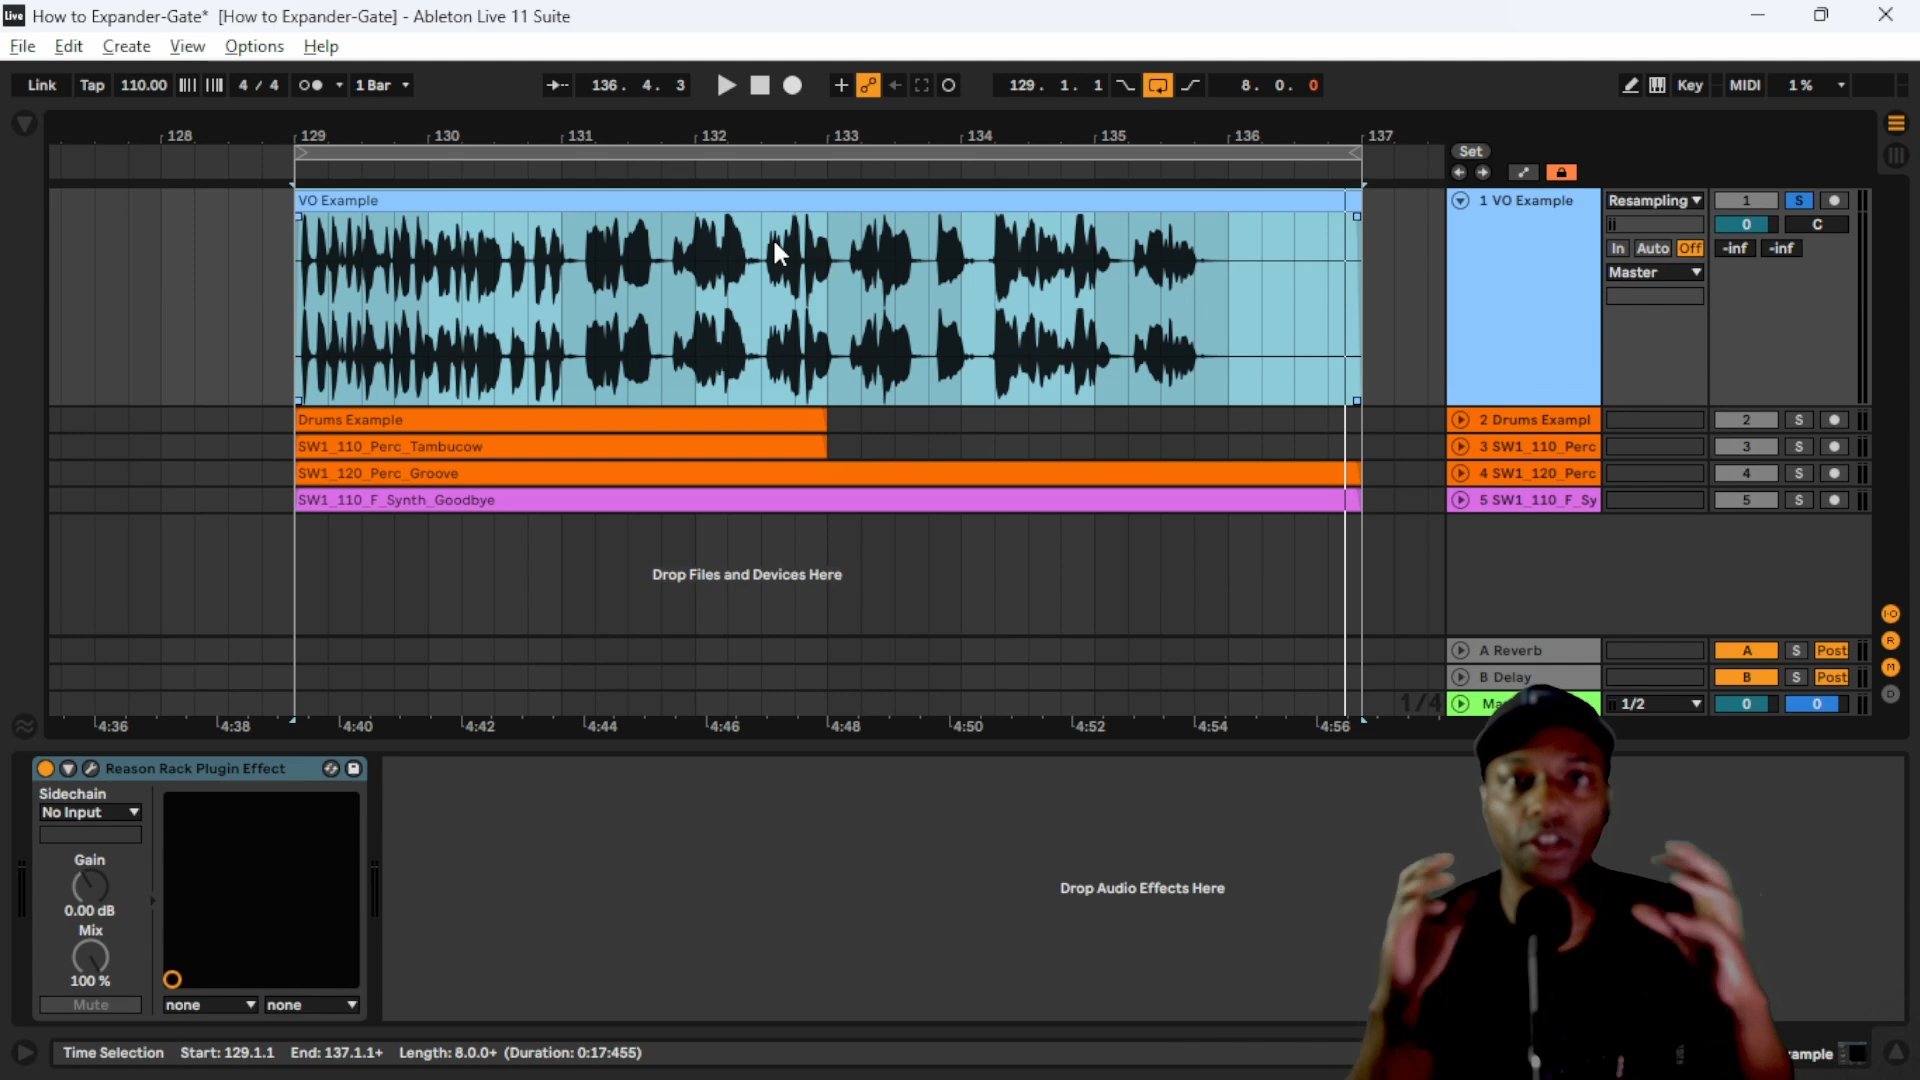 Live How to Expander-Gate* [How to Expander-Gate] - Ableton Live 11 Suite
File Edit Create View Options Help
Link Tap 110.00 4 / 4 1 Bar 136. 4. 3 129. 1. 1 8. 0. 0 Key MIDI 1%
128 129 130 131 132 133 134 135 136 137
Set
VO Example 1 VO Example Resampling 1 S
0 C
In Auto Off -inf -inf
Master
Drums Example 2 Drums Exampl 2 S
SW1_110_Perc_Tambucow 3 SW1_110_Perc 3 S
SW1_120_Perc_Groove 4 SW1_120_Perc 4 S
SW1_110_F_Synth_Goodbye 5 SW1_110_F_Sy 5 S
Drop Files and Devices Here
I-O
A Reverb A S Post R
B Delay B S Post M
1/4 Ma 1/2 0 0 D
4:36 4:38 4:40 4:42 4:44 4:46 4:48 4:50 4:52 4:54 4:56
Reason Rack Plugin Effect
Sidechain
No Input
Gain
0.00 dB
Mix
100 %
Mute none none
Drop Audio Effects Here
Time Selection Start: 129.1.1 End: 137.1.1+ Length: 8.0.0+ (Duration: 0:17:455)
ample